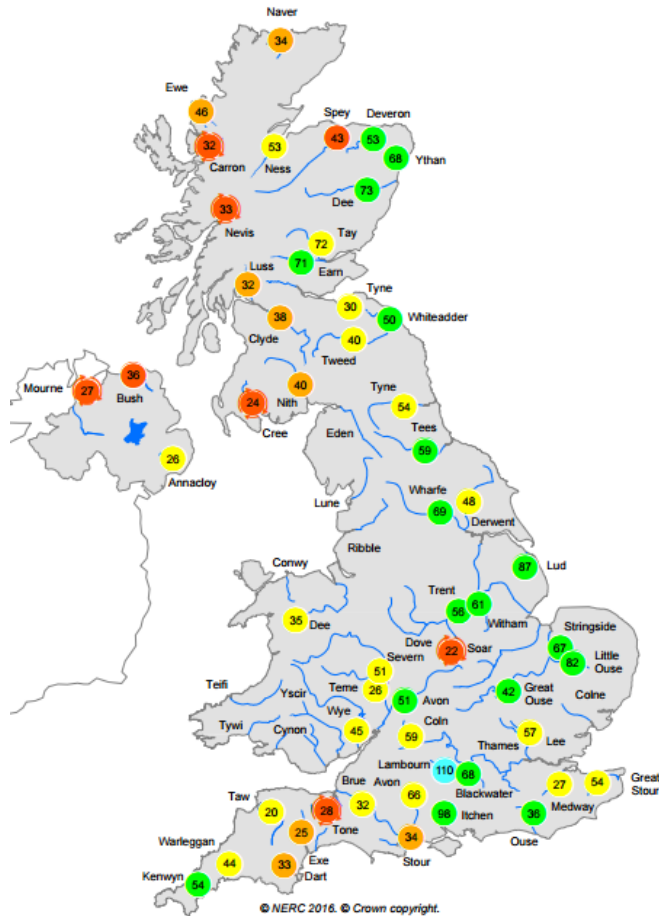 Naver
34
Ewe
46
Spey
Deveron
43
53
32
53
68
Ythan
Carron
Ness
73
Dee
33
Nevis
Tay
72
71
Luss
Earn
32
Tyne
30
38
50
Whiteadder
Clyde
40
Tweed
36
Mourne
27
40
Tyne
Bush
24
Nith
54
Cree
Tees
Eden
59
26
Annacloy
Wharfe
48
Lune
69
Derwent
Ribble
Conwy
87
Lud
Trent
61
56
35
Witham
Stringside
Dee
Dove
Soar
67
Little
Ouse
22
82
Severn
51
Teifi
Yscir
Teme
26
42
Great
Ouse
Colne
51
Avon
Tywi
Wye
Coln
45
59
57
Cynon
Thames
Lee
Lambourn
110
68
Brue
Avon
Blackwater
27
54
Great
Stour
Taw
66
Medway
20
28
32
98
Itchen
36
25
Tone
34
Ouse
Warleggan
Exe
Stour
44
33
Dart
Kenwyn
54
© NERC 2016. © Crown copyright.